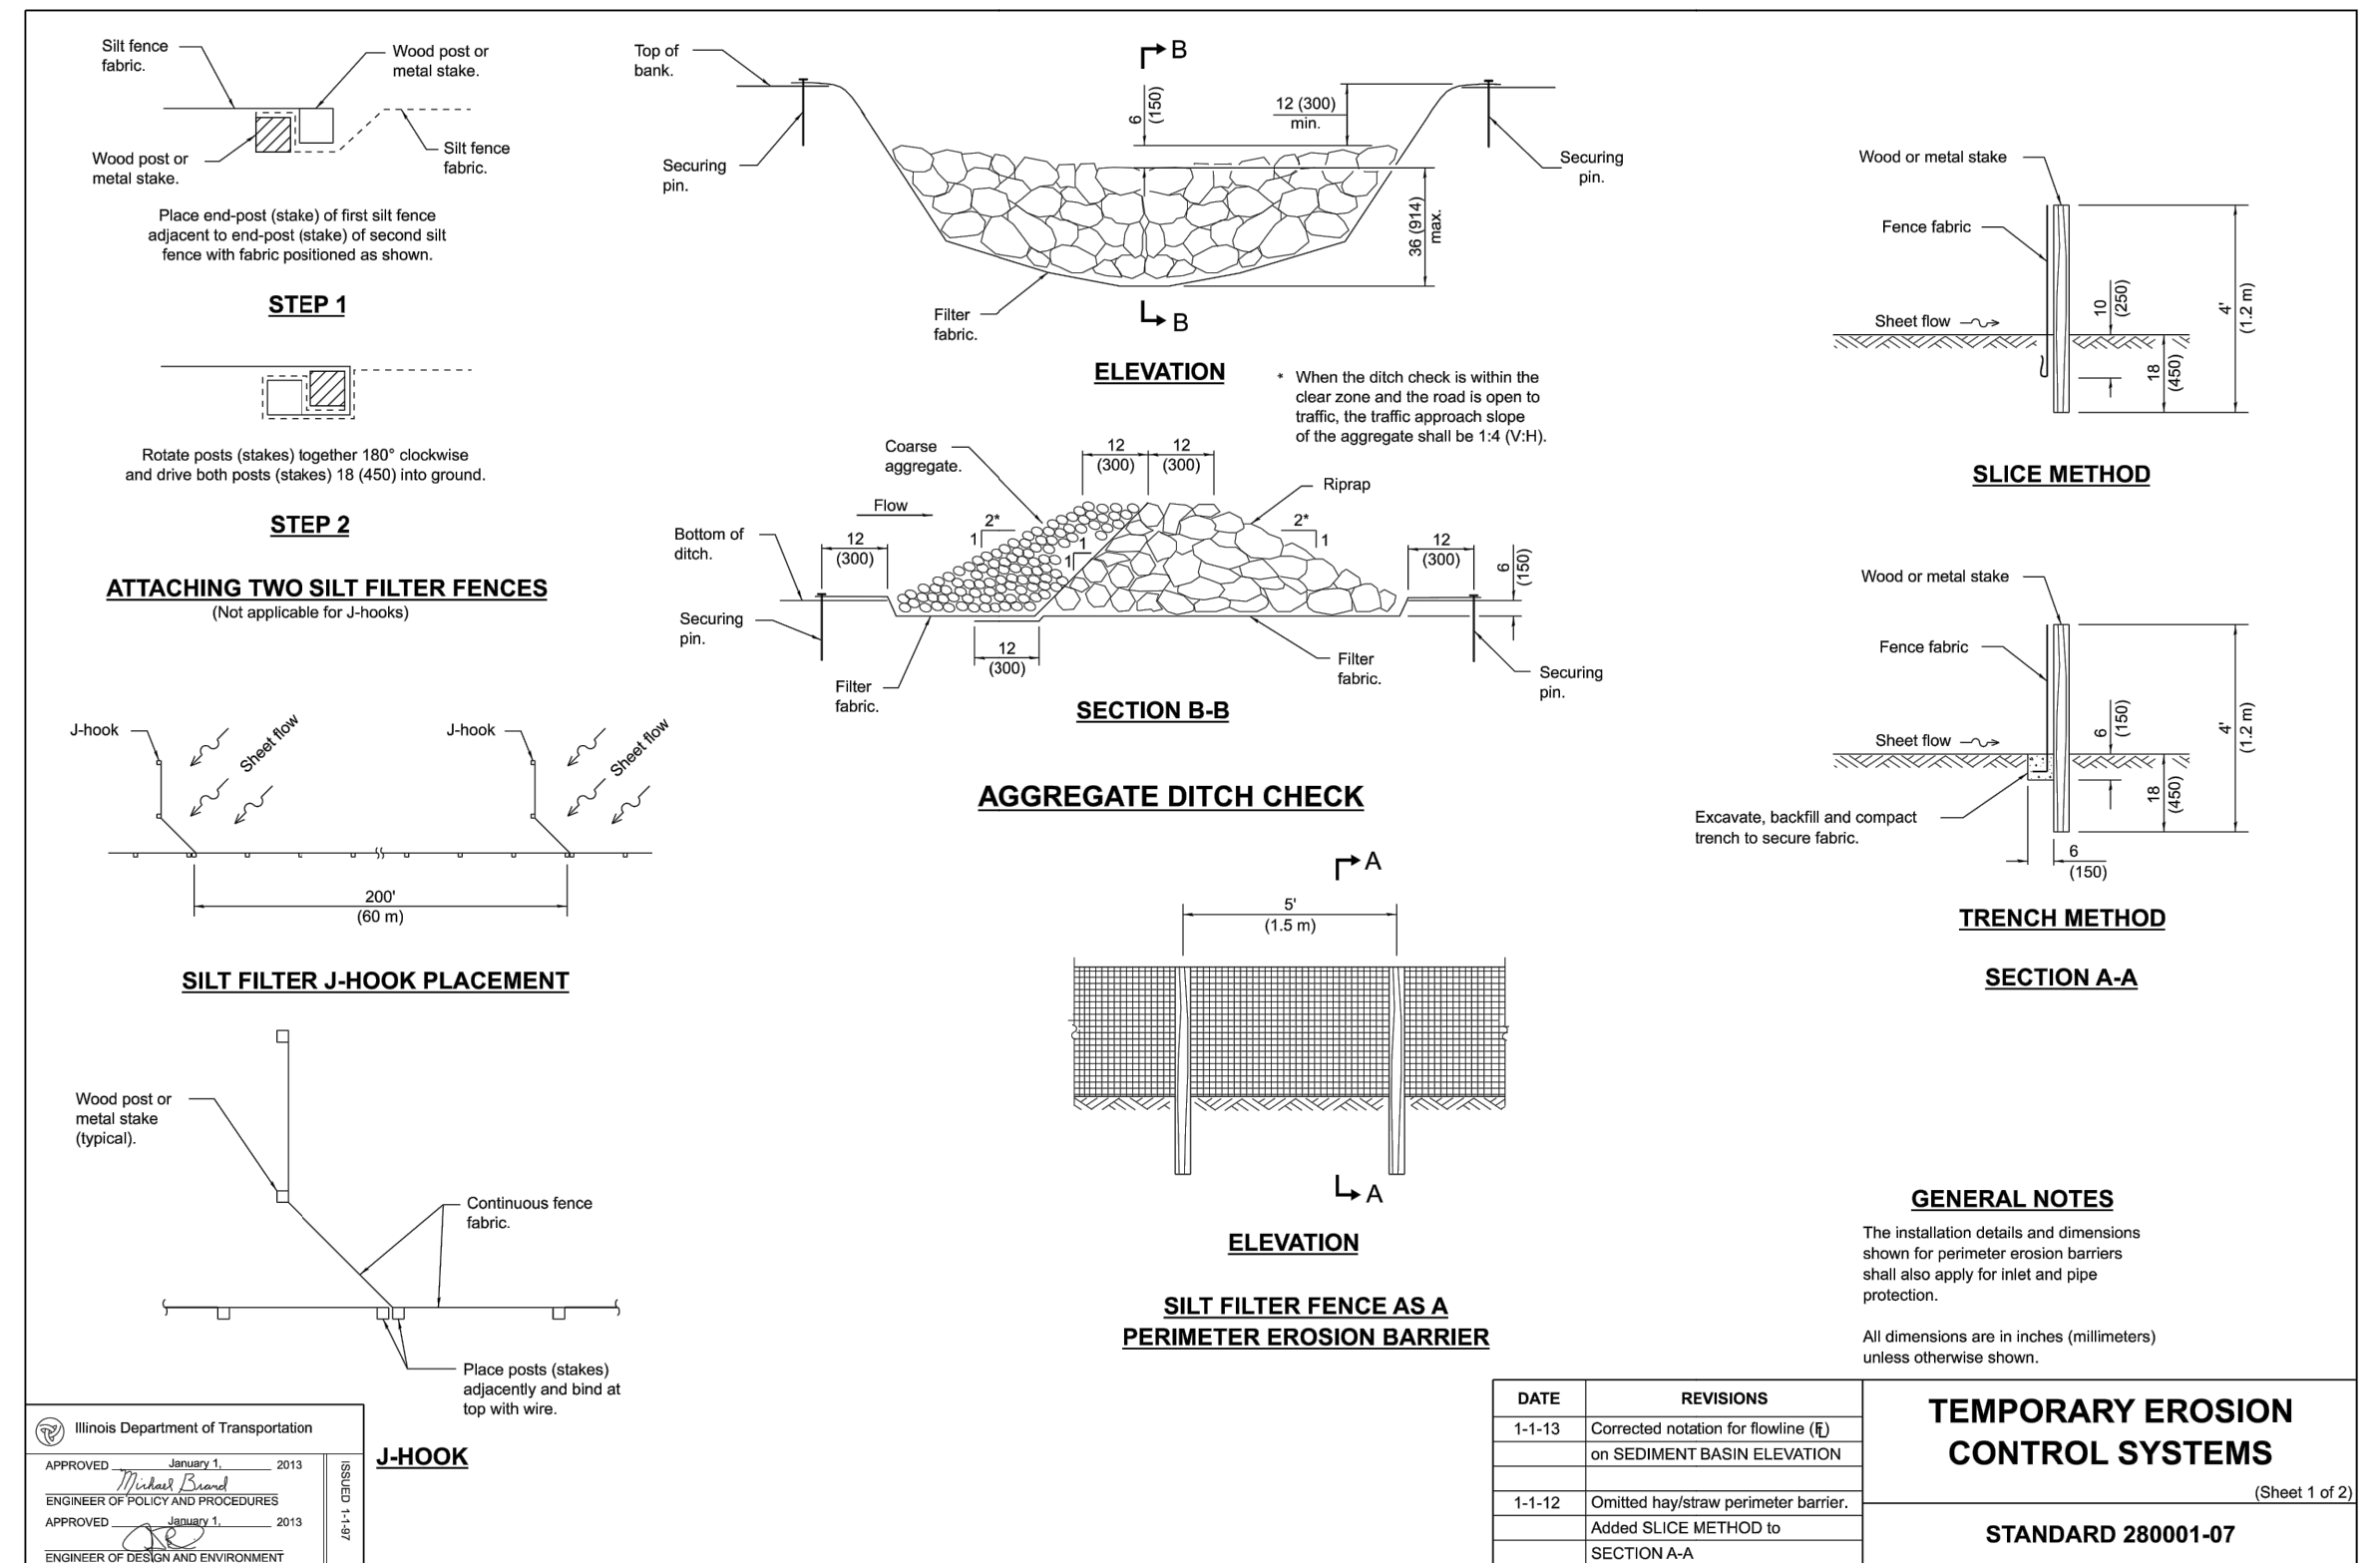 Silt fence
fabric.
Wood post or
metal stake.
Wood post or
metal stake.
Silt fence
fabric.
Place end-post (stake) of first silt fence
adjacent to end-post (stake) of second silt
fence with fabric positioned as shown.
STEP 1
Rotate posts (stakes) together 180° clockwise
and drive both posts (stakes) 18 (450) into ground.
STEP 2
ATTACHING TWO SILT FILTER FENCES
(Not applicable for J-hooks)
J-hook
Sheet flow
J-hook
Sheet flow
200'
(60 m)
SILT FILTER J-HOOK PLACEMENT
Wood post or
metal stake
(typical).
Continuous fence
fabric.
Place posts (stakes)
adjacently and bind at
top with wire.
J-HOOK
Top of
bank.
B
6
(150)
12 (300)
min.
Securing
pin.
Securing
pin.
36 (914)
max.
Filter
fabric.
B
ELEVATION
* When the ditch check is within the
clear zone and the road is open to
traffic, the traffic approach slope
of the aggregate shall be 1:4 (V:H).
Coarse
aggregate.
12
(300)
12
(300)
Riprap
Flow
2*
1
1
1
2*
1
Bottom of
ditch.
12
(300)
12
(300)
6
(150)
Securing
pin.
12
(300)
Filter
fabric.
Filter
fabric.
Securing
pin.
SECTION B-B
AGGREGATE DITCH CHECK
A
5'
(1.5 m)
A
ELEVATION
SILT FILTER FENCE AS A
PERIMETER EROSION BARRIER
Wood or metal stake
Fence fabric
Sheet flow
10
(250)
18
(450)
4'
(1.2 m)
SLICE METHOD
Wood or metal stake
Fence fabric
Sheet flow
6
(150)
18
(450)
4'
(1.2 m)
Excavate, backfill and compact
trench to secure fabric.
6
(150)
TRENCH METHOD
SECTION A-A
GENERAL NOTES
The installation details and dimensions
shown for perimeter erosion barriers
shall also apply for inlet and pipe
protection.
All dimensions are in inches (millimeters)
unless otherwise shown.
Illinois Department of Transportation
APPROVED January 1, 2013
Michael Brand
ENGINEER OF POLICY AND PROCEDURES
APPROVED January 1, 2013
ENGINEER OF DESIGN AND ENVIRONMENT
ISSUED 1-1-97
DATE REVISIONS
1-1-13 Corrected notation for flowline (FL)
on SEDIMENT BASIN ELEVATION
1-1-12 Omitted hay/straw perimeter barrier.
Added SLICE METHOD to
SECTION A-A
TEMPORARY EROSION
CONTROL SYSTEMS
(Sheet 1 of 2)
STANDARD 280001-07